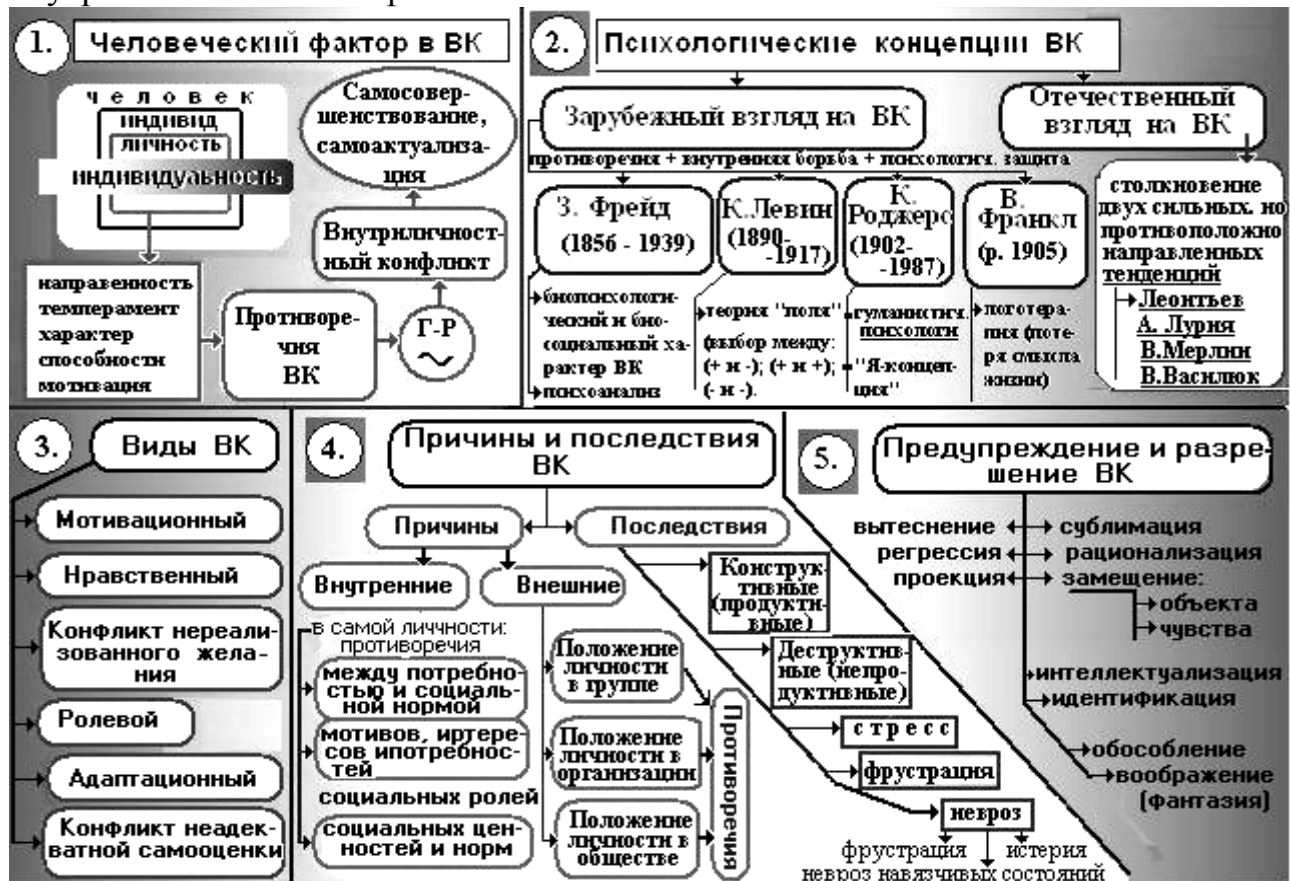 1.
Человеческий фактор в ВК
человек
индивид
личность
индивидуальность
направенность
темперамент
характер
способности
мотивация
Противоре-
чия
ВК
Г-Р
Внутриличност-
ный конфликт
Самосовер-
шенствование,
самоактуализа-
ция
2.
Психологические концепции ВК
Зарубежный взгляд на ВК
Отечественный
взгляд на ВК
противоречия + внутренняя борьба + психологич. защита
З. Фрейд
(1856 - 1939)
биопсихологи-
ческий и био-
социальный ха-
рактер ВК
психоанализ
К.Левин
(1890-
-1917)
теория "поля"
(выбор между:
(+ и -); (+ и +);
(- и -).
К.
Роджерс
(1902-
-1987)
гуманистич.
психологи
"Я-концеп-
ция"
В.
Франкл
(р. 1905)
логотера-
пия (поте-
ря смысла
жизни)
столкновение
двух сильных. но
противоположно
направленных
тенденций
Леонтьев
А. Лурия
В.Мерлин
В.Василюк
3.
Виды ВК
Мотивационный
Нравственный
Конфликт нереали-
зованного жела-
ния
Ролевой
Адаптационный
Конфликт неадек-
ватной самооценки
4.
Причины и последствия
ВК
Причины
Последствия
Внутренние
Внешние
в самой личчности:
противоречия
между потребно-
стью и социаль-
ной нормой
мотивов, иртере-
сов ипотребнос-
тей
социальных ролей
социальных цен-
ностей и норм
Положение
личности
в группе
Положение
личности в
организации
Положение
личности в
обществе
Противоречия
Конструк-
тивные
(продукти-
вные)
Деструктив-
ные (непро-
дуктивные)
стресс
фрустрация
невроз
фрустрация истерия
невроз навязчивых состояний
5.
Предупреждение и разре-
шение ВК
вытеснение сублимация
регрессия рационализация
проекция замещение:
объекта
чувства
интеллектуализация
идентификация
обособление
воображение
(фантазия)